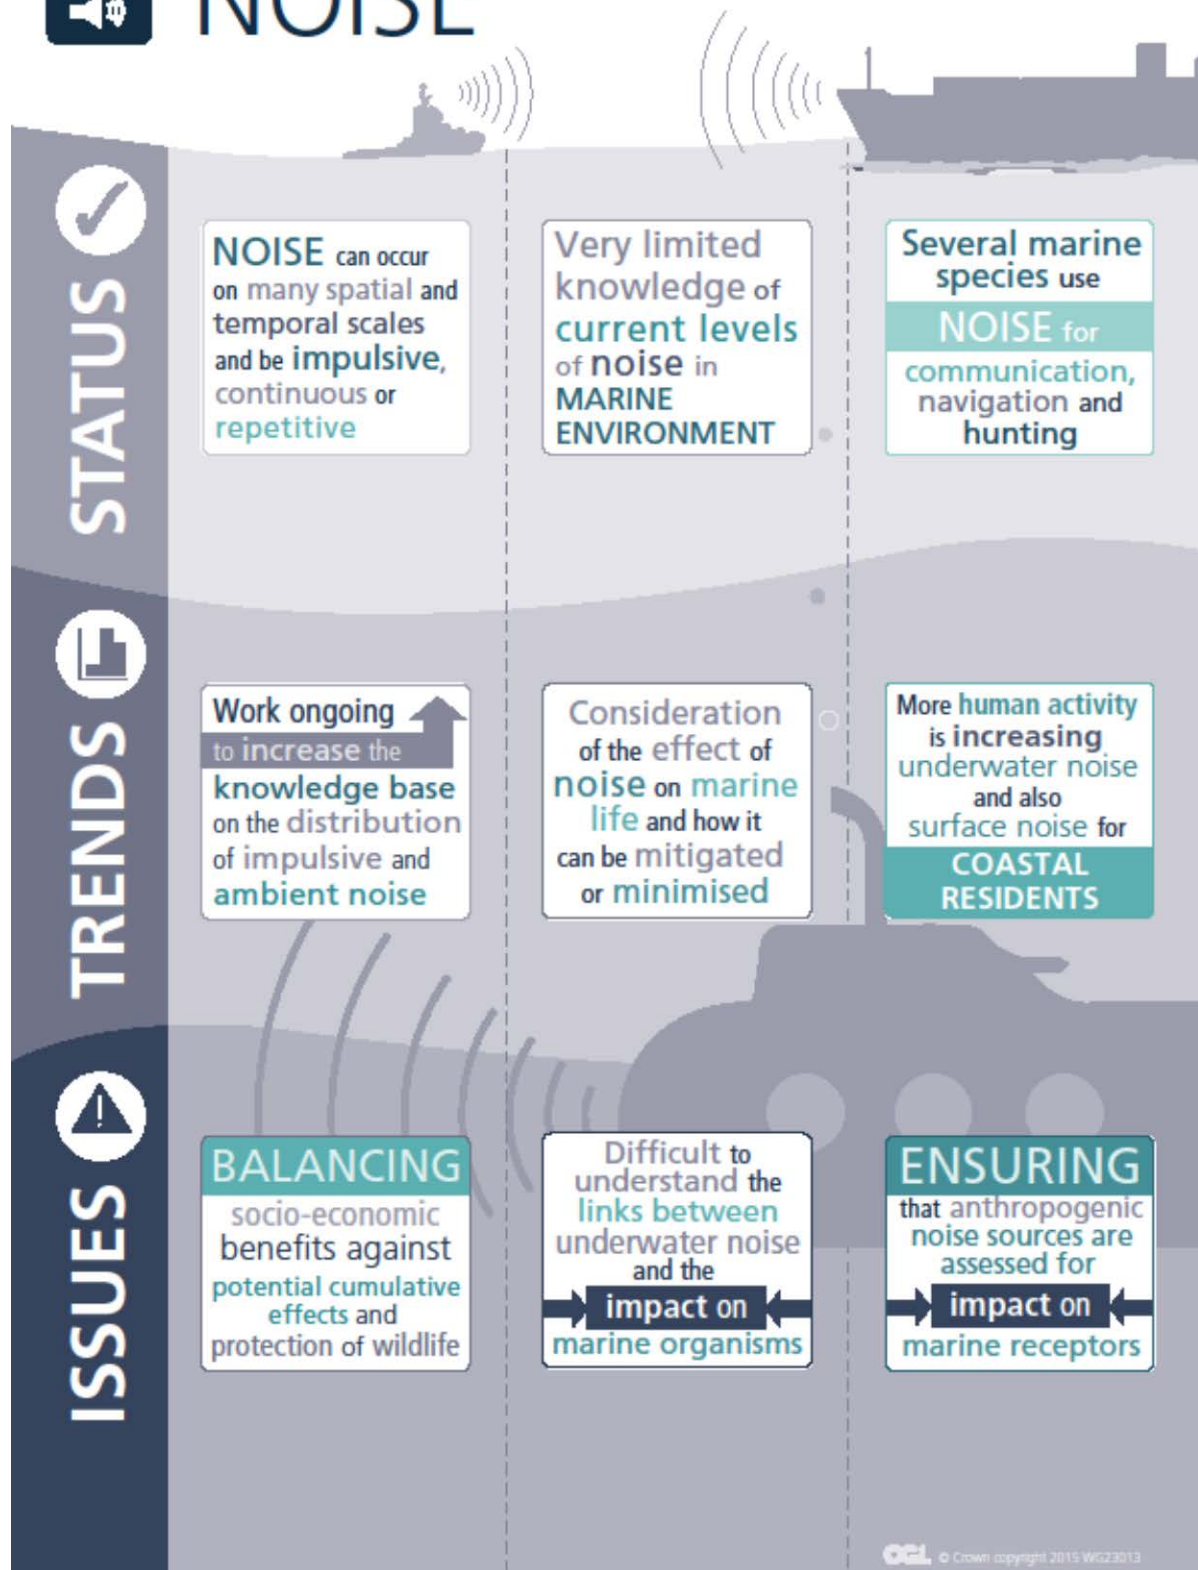 NOISE
STATUS
NOISE can occur
on many spatial and
temporal scales
and be impulsive,
continuous or
repetitive
Very limited
knowledge of
current levels
of noise in
MARINE
ENVIRONMENT
Several marine
species use
NOISE for
communication,
navigation and
hunting
TRENDS
Work ongoing
to increase the
knowledge base
on the distribution
of impulsive and
ambient noise
Consideration
of the effect of
noise on marine
life and how it
can be mitigated
or minimised
More human activity
is increasing
underwater noise
and also
surface noise for
COASTAL
RESIDENTS
ISSUES
BALANCING
socio-economic
benefits against
potential cumulative
effects and
protection of wildlife
Difficult to
understand the
links between
underwater noise
and the
impact on
marine organisms
ENSURING
that anthropogenic
noise sources are
assessed for
impact on
marine receptors
OGL © Crown copyright 2015 WG23013